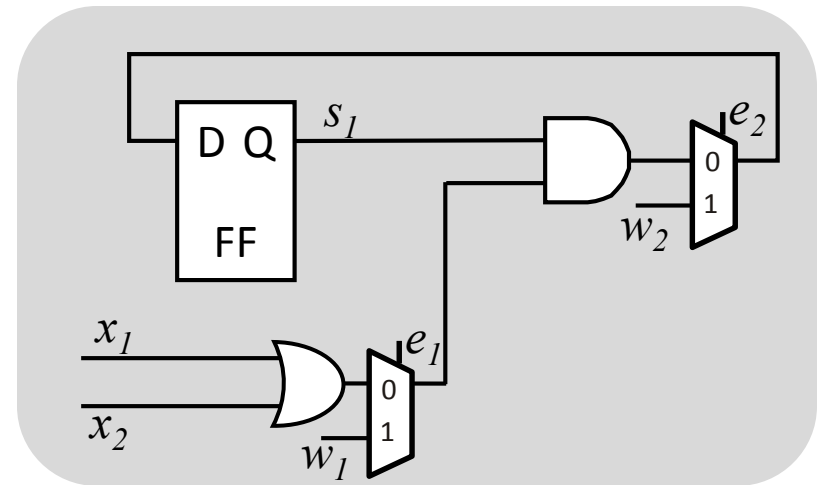 e₂
s₁
D Q
0
1
w₂
FF
x₁
e₁
0
x₂
1
w₁